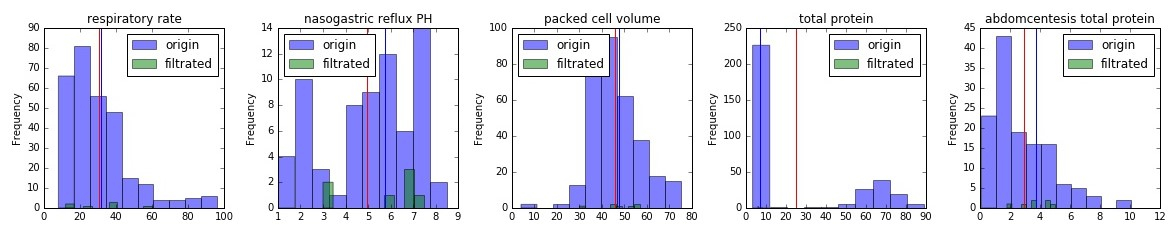 respiratory rate
Frequency
90
80
70
60
50
40
30
20
10
0
origin
filtrated
0 20 40 60 80 100
nasogastric reflux PH
Frequency
14
12
10
8
6
4
2
0
origin
filtrated
1 2 3 4 5 6 7 8 9
packed cell volume
Frequency
100
80
60
40
20
0
origin
filtrated
0 10 20 30 40 50 60 70 80
total protein
Frequency
250
200
150
100
50
0
origin
filtrated
0 10 20 30 40 50 60 70 80 90
abdomcentesis total protein
Frequency
45
40
35
30
25
20
15
10
5
0
origin
filtrated
0 2 4 6 8 10 12